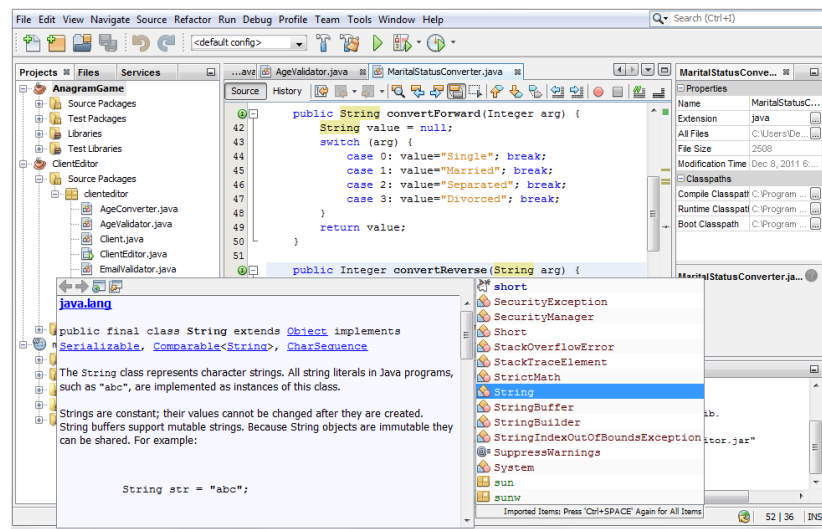 File Edit View Navigate Source Refactor Run Debug Profile Team Tools Window Help
Search (Ctrl+I)
<default config>
Projects Files Services
AnagramGame
Source Packages
Test Packages
Libraries
Test Libraries
ClientEditor
Source Packages
clienteditor
AgeConverter.java
AgeValidator.java
Client.java
ClientEditor.java
EmailValidator.java
...ava AgeValidator.java MaritalStatusConverter.java
Source History
public String convertForward(Integer arg) {
42 String value = null;
43 switch (arg) {
44 case 0: value="Single"; break;
45 case 1: value="Married"; break;
46 case 2: value="Separated"; break;
47 case 3: value="Divorced"; break;
48 }
49 return value;
50 }
51
public Integer convertReverse(String arg) {
MaritalStatusConve...
Properties
Name MaritalStatusC...
Extension java
All Files C:\Users\De...
File Size 2508
Modification Time Dec 8, 2011 6:...
Classpaths
Compile Classpath C:\Program ...
Runtime Classpath C:\Program ...
Boot Classpath C:\Program ...
MaritalStatusConverter.ja...
java.lang
public final class String extends Object implements
Serializable, Comparable<String>, CharSequence
The String class represents character strings. All string literals in Java programs,
such as "abc", are implemented as instances of this class.
Strings are constant; their values cannot be changed after they are created.
String buffers support mutable strings. Because String objects are immutable they
can be shared. For example:
String str = "abc";
short
SecurityException
SecurityManager
Short
StackOverflowError
StackTraceElement
StrictMath
String
StringBuffer
StringBuilder
StringIndexOutOfBoundsException
SuppressWarnings
System
sun
sunw
Imported Items; Press 'Ctrl+SPACE' Again for All Items
ib.
itor.jar"
52 | 36 INS